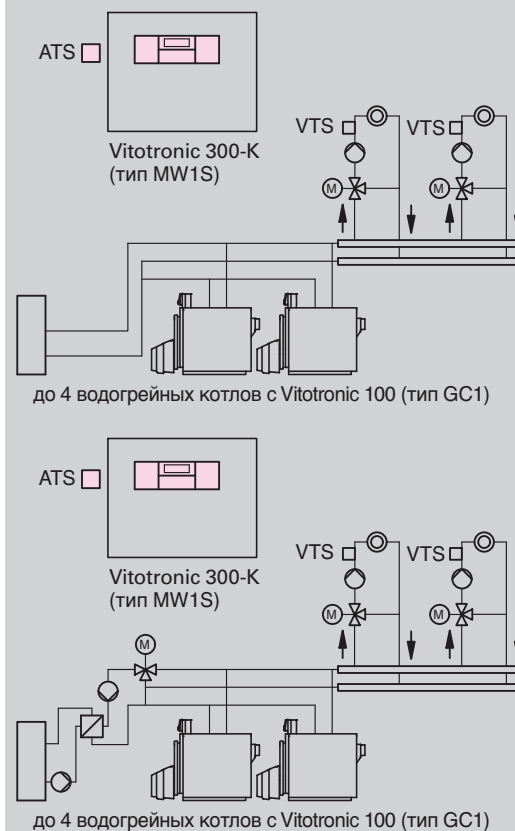 ATS
Vitotronic 300-K
(тип MW1S)
VTS VTS
M M
до 4 водогрейных котлов с Vitotronic 100 (тип GC1)
ATS
Vitotronic 300-K
(тип MW1S)
VTS VTS
M M
M
до 4 водогрейных котлов с Vitotronic 100 (тип GC1)